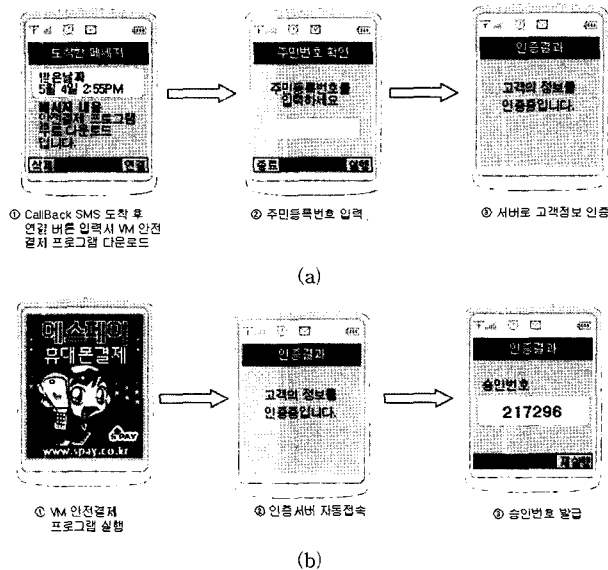 도착한 메세지
받은날짜
5월 4일 2:55PM
메세지 내용
안전결제 프로그램
무료 다운로드
입니다.
삭제 연결
① CallBack SMS 도착 후
연결 버튼 입력시 VM 안전
결제 프로그램 다운로드
주민번호 확인
주민등록번호를
입력하세요
종료 실행
② 주민등록번호 입력
인증결과
고객의 정보를
인증중입니다.
③ 서버로 고객정보 인증
(a)
에스페이
휴대폰결제
SPAY
www.spay.co.kr
① VM 안전결제
프로그램 실행
인증결과
고객의 정보를
인증중입니다.
② 인증서버 자동접속
인증결과
승인번호
217296
재실행
③ 승인번호 발급
(b)